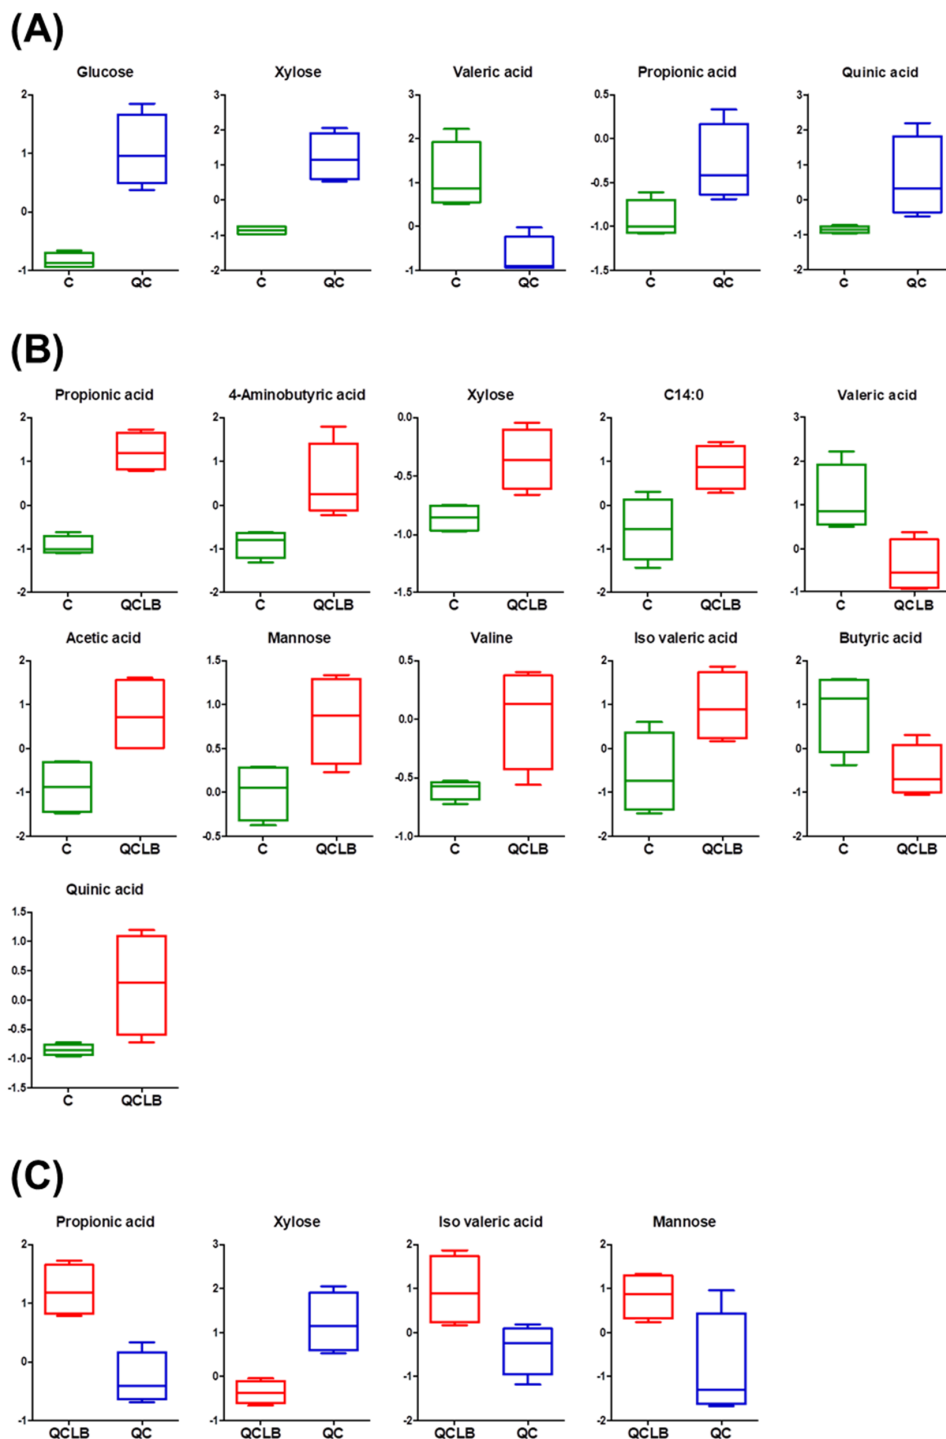 (A)
Glucose Xylose Valeric acid Propionic acid Quinic acid
2 3 3 0.5 3
2 2 2
1 0.0
1 1 1
0 0 -0.5 0
0 -1.0
-1 -1
-1 -2 -1 -1.5 -2
C QC C QC C QC C QC C QC
(B)
Propionic acid 4-Aminobutyric acid Xylose C14:0 Valeric acid
2 2 0.0 2 3
1 1 -0.5 1 2
0 0 0 1
-1 -1 -1.0 -1 0
-2 -2 -1.5 -2 -1
C QCLB C QCLB C QCLB C QCLB C QCLB
Acetic acid Mannose Valine Iso valeric acid Butyric acid
2 1.5 0.5 2 2
1 1.0 0.0 1 1
0 0.5 0 0
-1 0.0 -0.5 -1 -1
-2 -0.5 -1.0 -2 -2
C QCLB C QCLB C QCLB C QCLB C QCLB
Quinic acid
1.5
1.0
0.5
0.0
-0.5
-1.0
-1.5
C QCLB
(C)
Propionic acid Xylose Iso valeric acid Mannose
2 3 2 2
1 2 1 1
1 0 0
0 0 -1 -1
-1 -1 -2 -2
QCLB QC QCLB QC QCLB QC QCLB QC